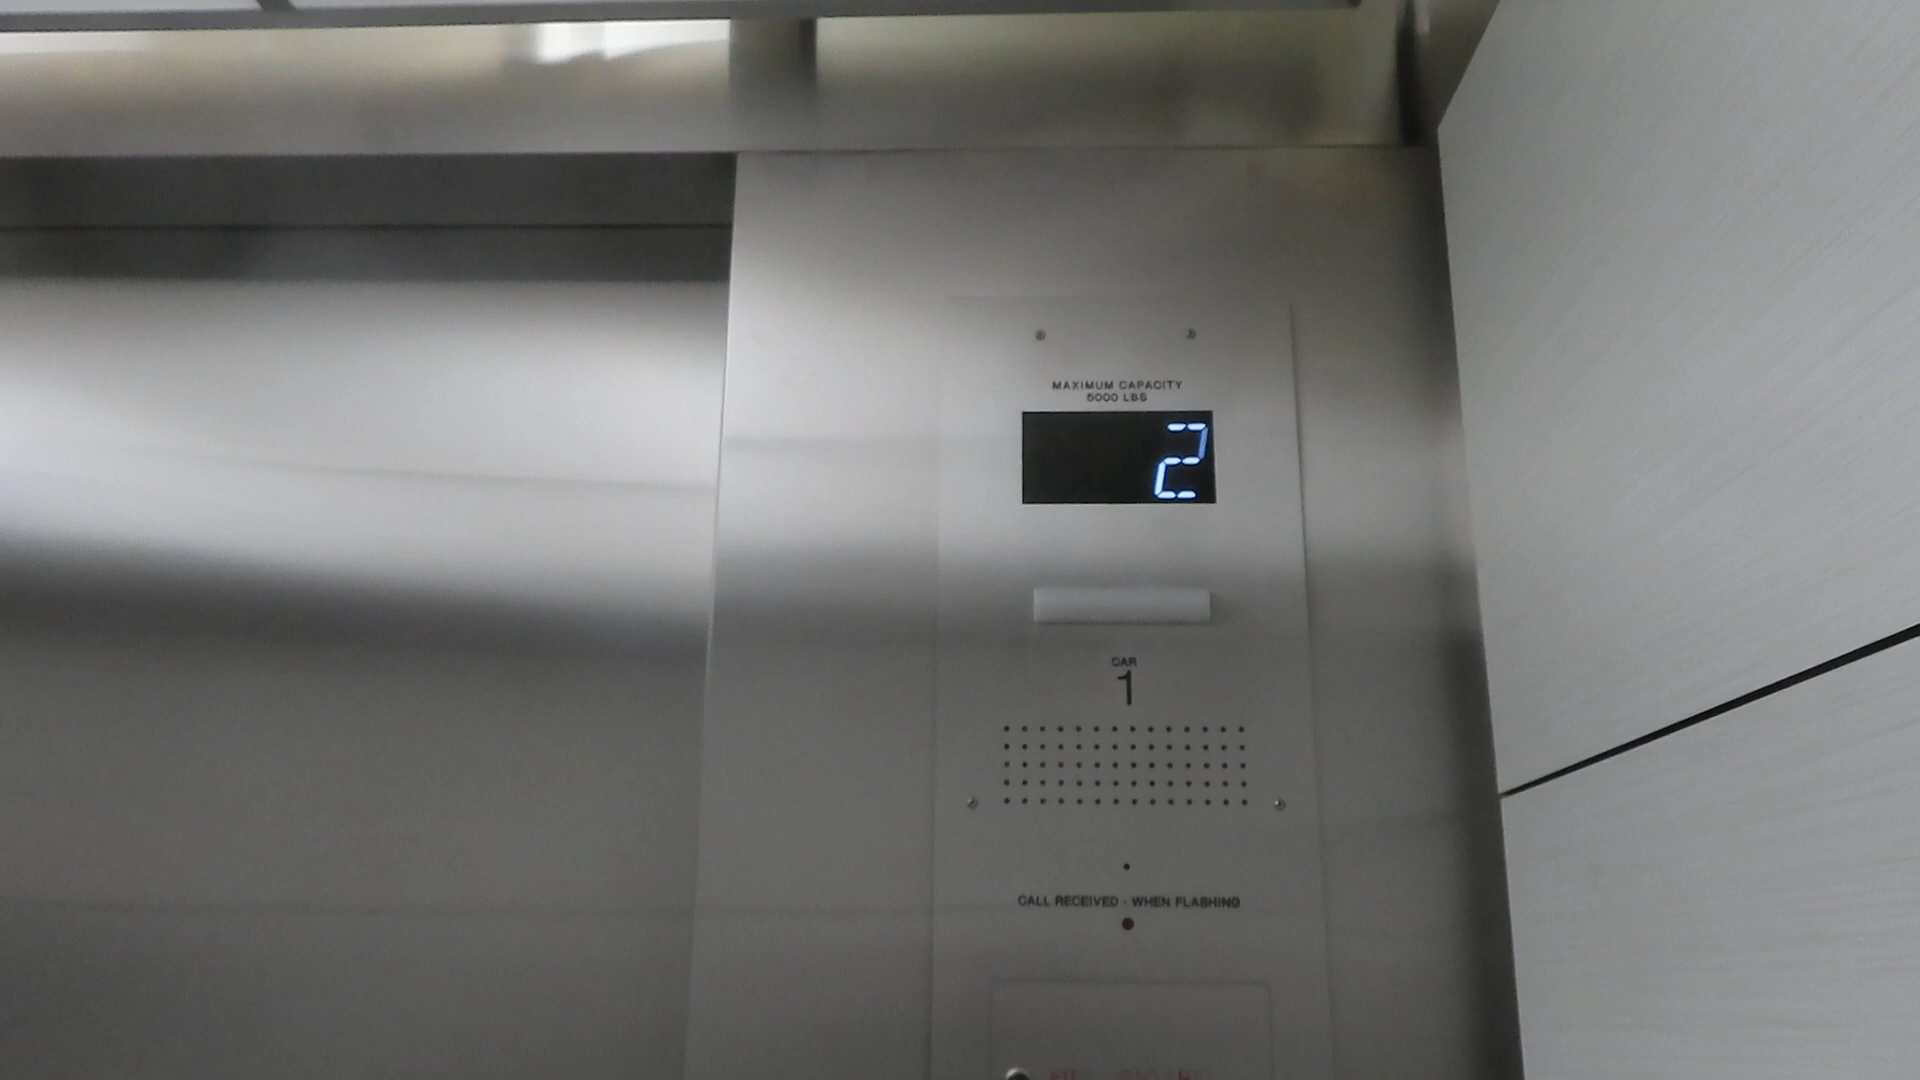 MAXIMUM CAPACITY
5000 LBS
2
CAR
1
CALL RECEIVED - WHEN FLASHING